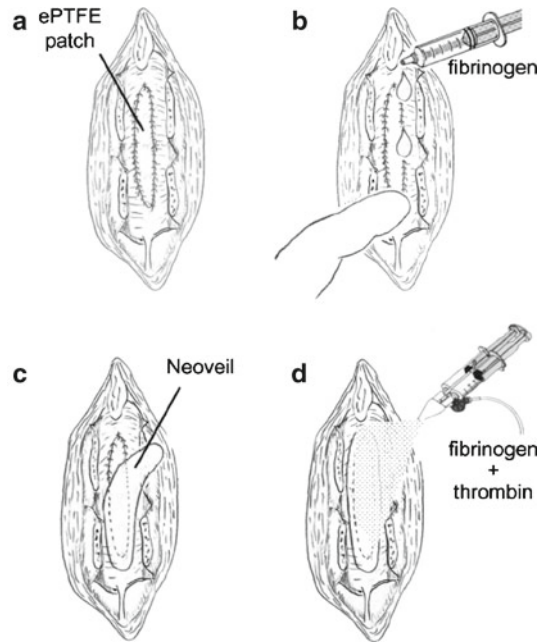 a
ePTFE
patch
b
fibrinogen
c
Neoveil
d
fibrinogen
+
thrombin